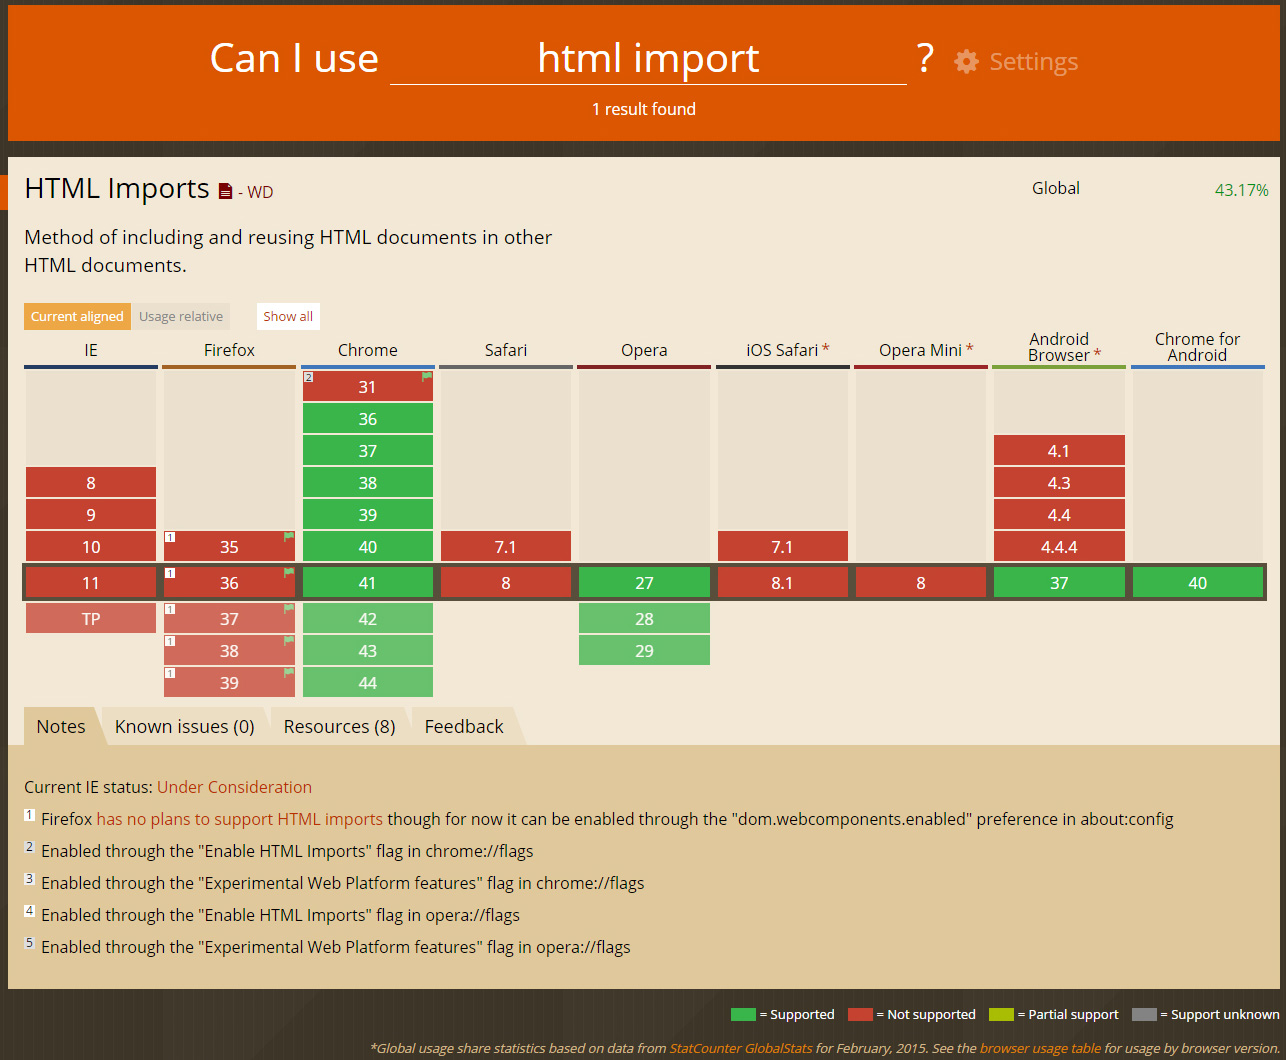 Can I use html import ? Settings
1 result found
HTML Imports - WD
Global 43.17%
Method of including and reusing HTML documents in other
HTML documents.
Current aligned Usage relative Show all
IE Firefox Chrome Safari Opera iOS Safari * Opera Mini * Android Browser * Chrome for Android
2 31
36
37 4.1
8 38 4.3
9 39 4.4
10 1 35 40 7.1 7.1 4.4.4
11 1 36 41 8 27 8.1 8 37 40
TP 1 37 42 28
1 38 43 29
1 39 44
Notes Known issues (0) Resources (8) Feedback
Current IE status: Under Consideration
1 Firefox has no plans to support HTML imports though for now it can be enabled through the "dom.webcomponents.enabled" preference in about:config
2 Enabled through the "Enable HTML Imports" flag in chrome://flags
3 Enabled through the "Experimental Web Platform features" flag in chrome://flags
4 Enabled through the "Enable HTML Imports" flag in opera://flags
5 Enabled through the "Experimental Web Platform features" flag in opera://flags
= Supported = Not supported = Partial support = Support unknown
*Global usage share statistics based on data from StatCounter GlobalStats for February, 2015. See the browser usage table for usage by browser version.